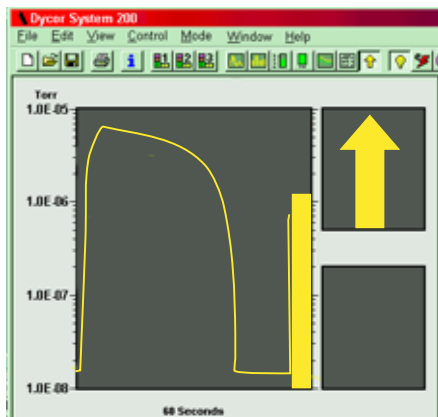 Dycor System 200
File Edit View Control Mode Window Help
Torr
1.0E-05
1.0E-06
1.0E-07
1.0E-08
60 Seconds